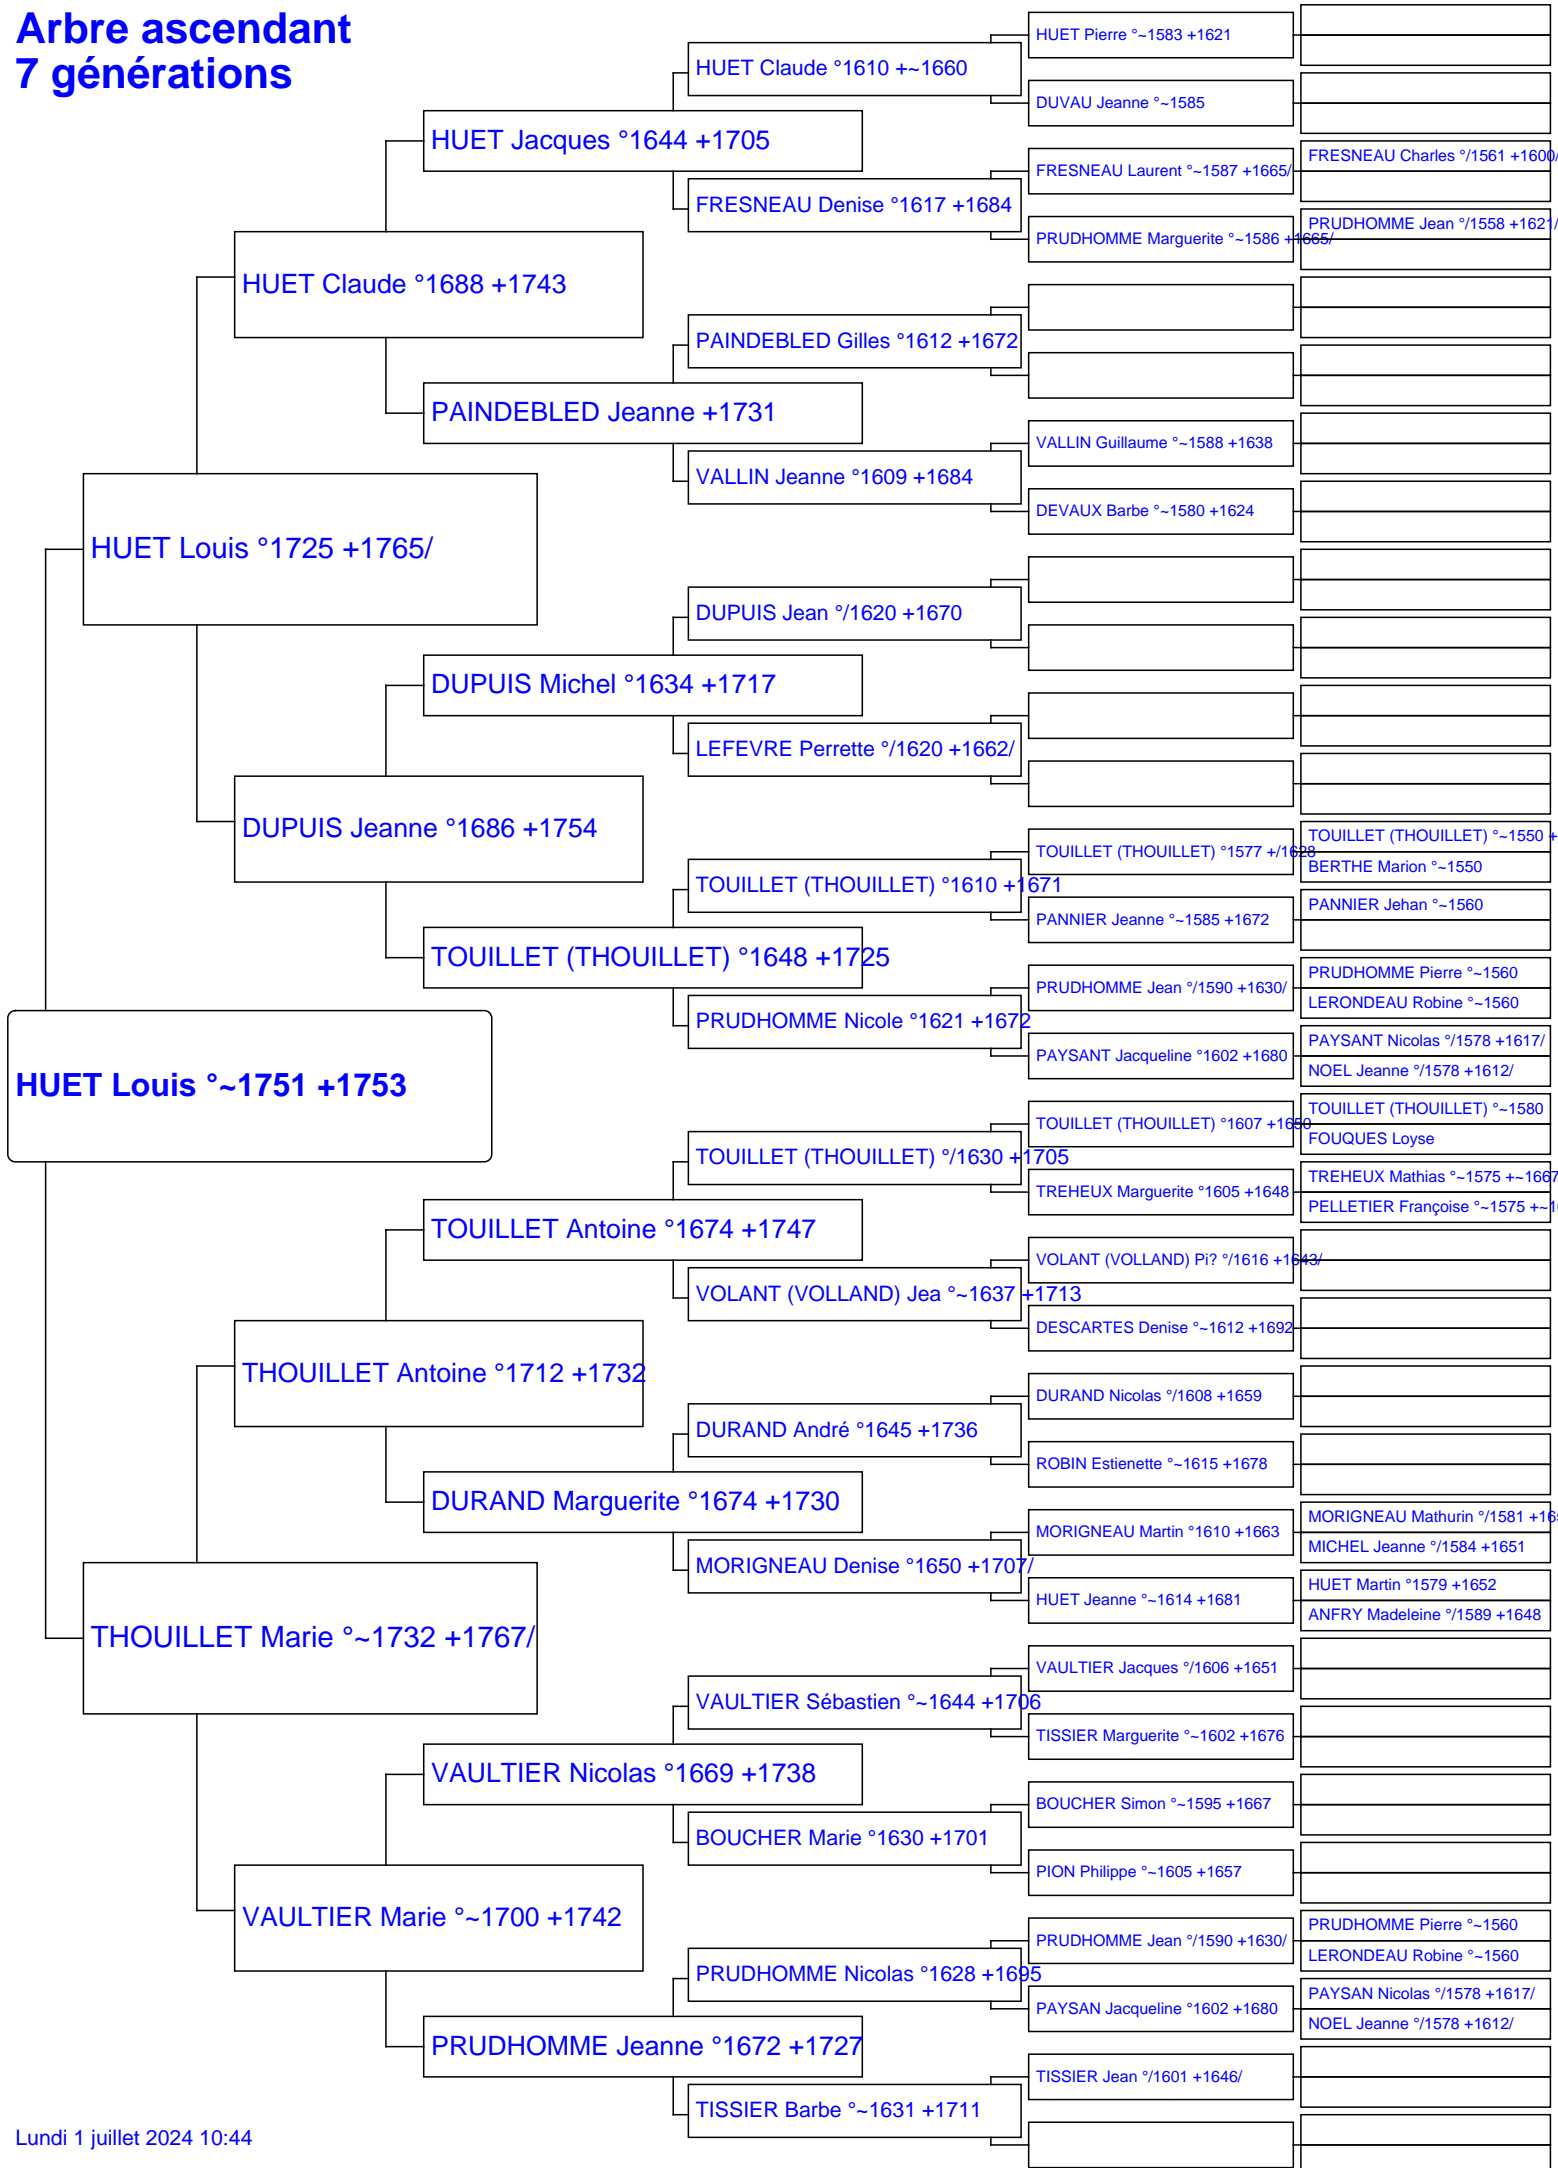 Arbre ascendant
7 générations
HUET Pierre °~1583 +1621
HUET Claude °1610 +~1660
DUVAU Jeanne °~1585
HUET Jacques °1644 +1705
FRESNEAU Charles °/1561 +1600/
FRESNEAU Laurent °~1587 +1665/
FRESNEAU Denise °1617 +1684
PRUDHOMME Jean °/1558 +1621/
PRUDHOMME Marguerite °~1586 +1665/
HUET Claude °1688 +1743
PAINDEBLED Gilles °1612 +1672
PAINDEBLED Jeanne +1731
VALLIN Guillaume °~1588 +1638
VALLIN Jeanne °1609 +1684
DEVAUX Barbe °~1580 +1624
HUET Louis °1725 +1765/
DUPUIS Jean °/1620 +1670
DUPUIS Michel °1634 +1717
LEFEVRE Perrette °/1620 +1662/
DUPUIS Jeanne °1686 +1754
TOUILLET (THOUILLET) °~1550 +
TOUILLET (THOUILLET) °1577 +/1628
BERTHE Marion °~1550
TOUILLET (THOUILLET) °1610 +1671
PANNIER Jehan °~1560
PANNIER Jeanne °~1585 +1672
TOUILLET (THOUILLET) °1648 +1725
PRUDHOMME Pierre °~1560
PRUDHOMME Jean °/1590 +1630/
LERONDEAU Robine °~1560
PRUDHOMME Nicole °1621 +1672
PAYSANT Nicolas °/1578 +1617/
PAYSANT Jacqueline °1602 +1680
NOEL Jeanne °/1578 +1612/
HUET Louis °~1751 +1753
TOUILLET (THOUILLET) °~1580
TOUILLET (THOUILLET) °1607 +1650
FOUQUES Loyse
TOUILLET (THOUILLET) °/1630 +1705
TREHEUX Mathias °~1575 +~1667
TREHEUX Marguerite °1605 +1648
PELLETIER Françoise °~1575 +~1
TOUILLET Antoine °1674 +1747
VOLANT (VOLLAND) Pi? °/1616 +1643/
VOLANT (VOLLAND) Jea °~1637 +1713
DESCARTES Denise °~1612 +1692
THOUILLET Antoine °1712 +1732
DURAND Nicolas °/1608 +1659
DURAND André °1645 +1736
ROBIN Estienette °~1615 +1678
DURAND Marguerite °1674 +1730
MORIGNEAU Mathurin °/1581 +16
MORIGNEAU Martin °1610 +1663
MICHEL Jeanne °/1584 +1651
MORIGNEAU Denise °1650 +1707/
HUET Martin °1579 +1652
HUET Jeanne °~1614 +1681
ANFRY Madeleine °/1589 +1648
THOUILLET Marie °~1732 +1767/
VAULTIER Jacques °/1606 +1651
VAULTIER Sébastien °~1644 +1706
TISSIER Marguerite °~1602 +1676
VAULTIER Nicolas °1669 +1738
BOUCHER Simon °~1595 +1667
BOUCHER Marie °1630 +1701
PION Philippe °~1605 +1657
VAULTIER Marie °~1700 +1742
PRUDHOMME Pierre °~1560
PRUDHOMME Jean °/1590 +1630/
LERONDEAU Robine °~1560
PRUDHOMME Nicolas °1628 +1695
PAYSAN Nicolas °/1578 +1617/
PAYSAN Jacqueline °1602 +1680
NOEL Jeanne °/1578 +1612/
PRUDHOMME Jeanne °1672 +1727
TISSIER Jean °/1601 +1646/
TISSIER Barbe °~1631 +1711
Lundi 1 juillet 2024 10:44